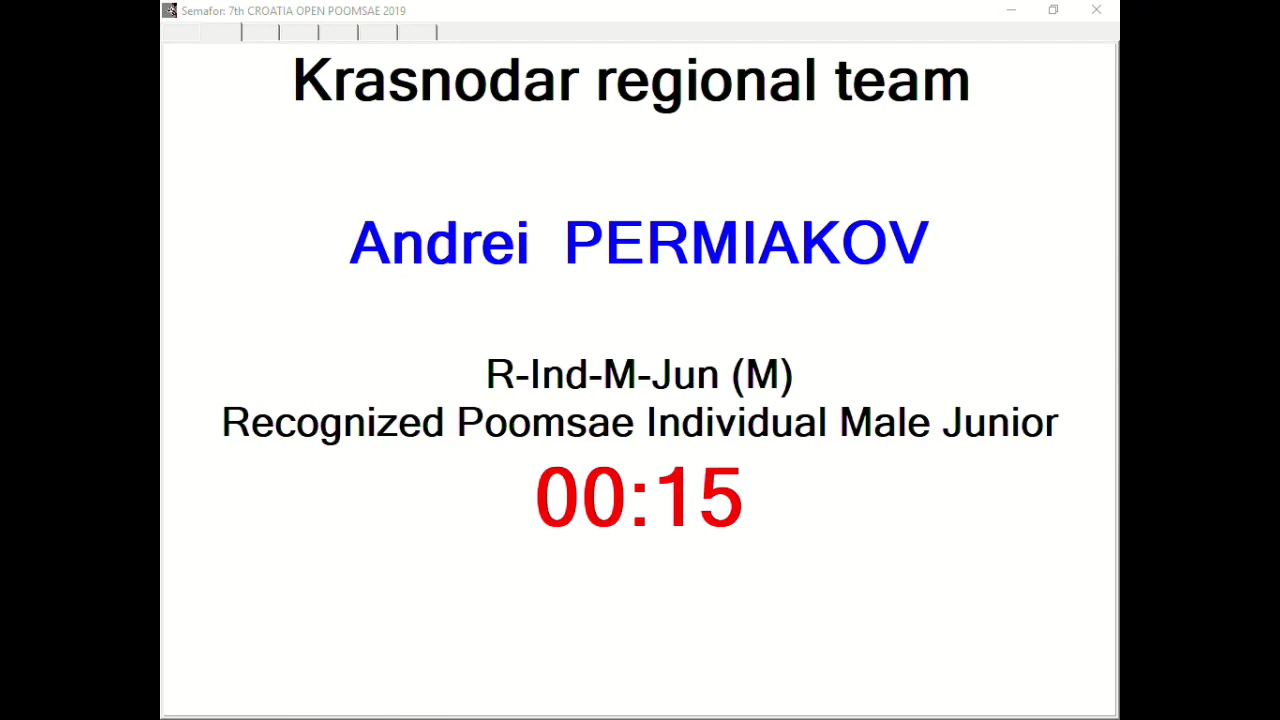 Semafor: 7th CROATIA OPEN POOMSAE 2019
Krasnodar regional team
Andrei PERMIAKOV
R-Ind-M-Jun (M)
Recognized Poomsae Individual Male Junior
00:15